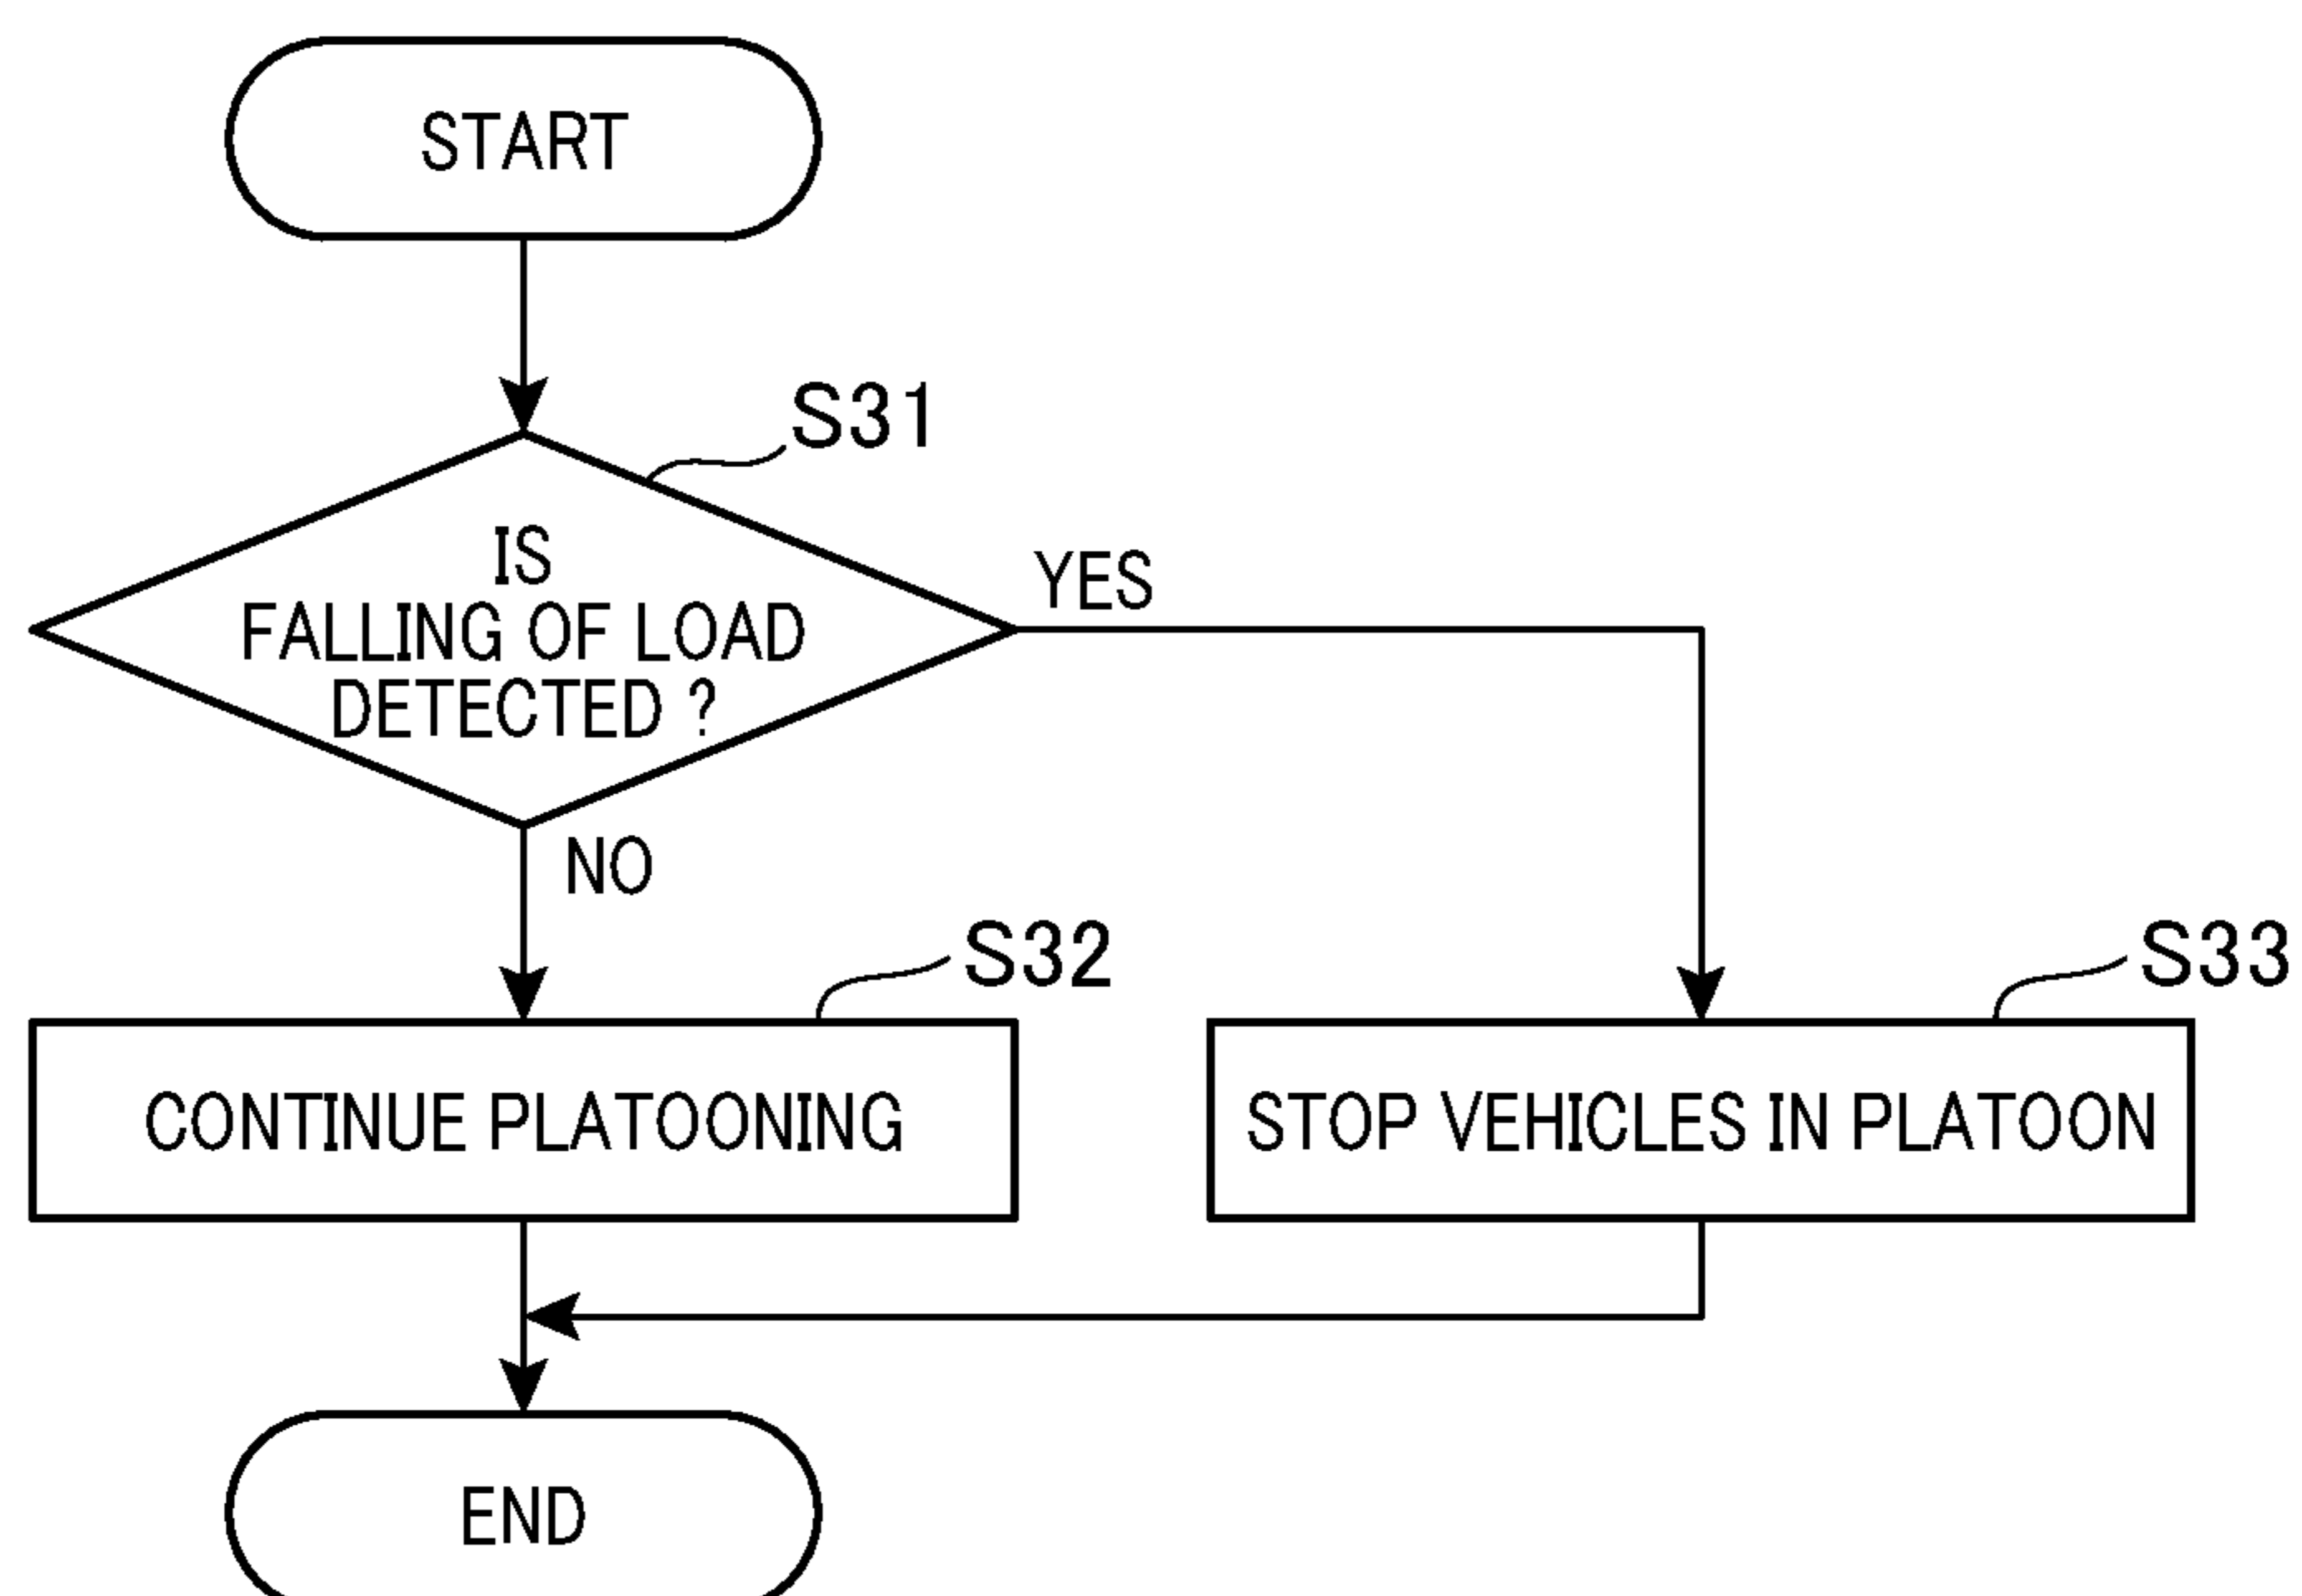 START
S31
IS
FALLING OF LOAD
DETECTED ?
YES
NO
S32
S33
CONTINUE PLATOONING
STOP VEHICLES IN PLATOON
END